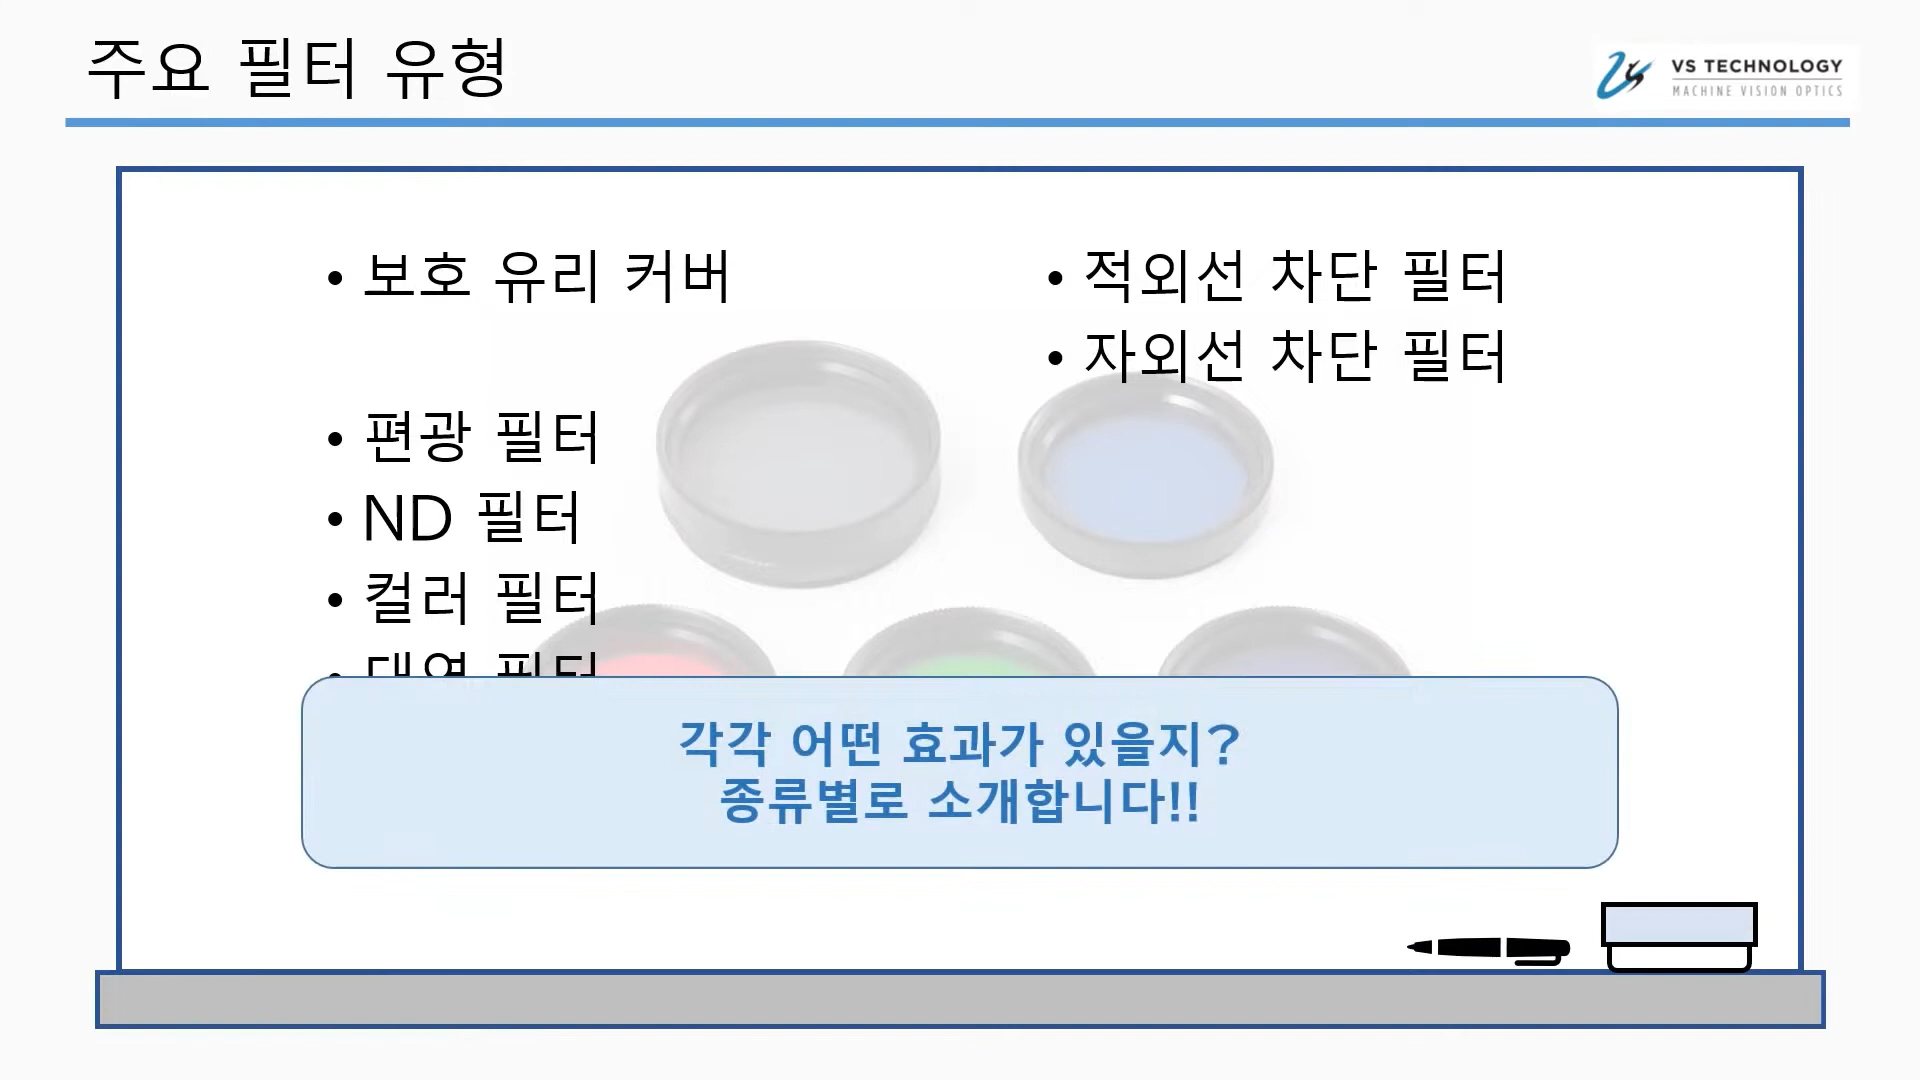 주요 필터 유형
VS TECHNOLOGY
MACHINE VISION OPTICS
• 보호 유리 커버
• 편광 필터
• ND 필터
• 컬러 필터
• 대역 필터
• 적외선 차단 필터
• 자외선 차단 필터
각각 어떤 효과가 있을지?
종류별로 소개합니다!!